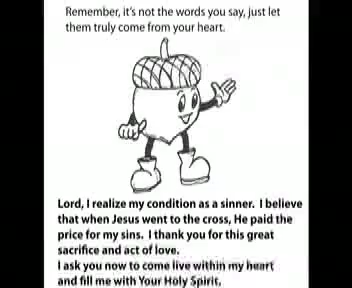 Remember, it's not the words you say, just let
them truly come from your heart.
Lord, I realize my condition as a sinner.  I believe
that when Jesus went to the cross, He paid the
price for my sins.  I thank you for this great
sacrifice and act of love.
I ask you now to come live within my heart
and fill me with Your Holy Spirit,